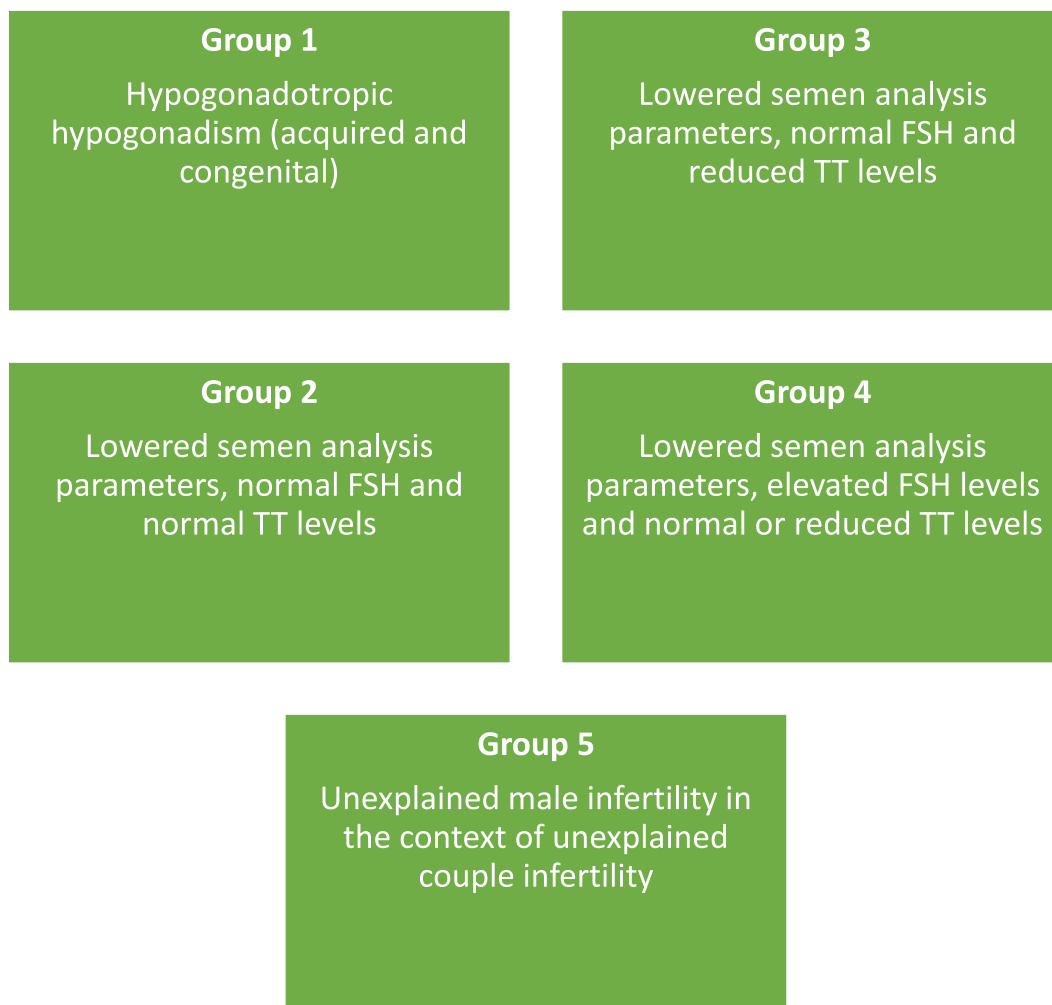 Group 1
Hypogonadotropic
hypogonadism (acquired and
congenital)
Group 3
Lowered semen analysis
parameters, normal FSH and
reduced TT levels
Group 2
Lowered semen analysis
parameters, normal FSH and
normal TT levels
Group 4
Lowered semen analysis
parameters, elevated FSH levels
and normal or reduced TT levels
Group 5
Unexplained male infertility in
the context of unexplained
couple infertility